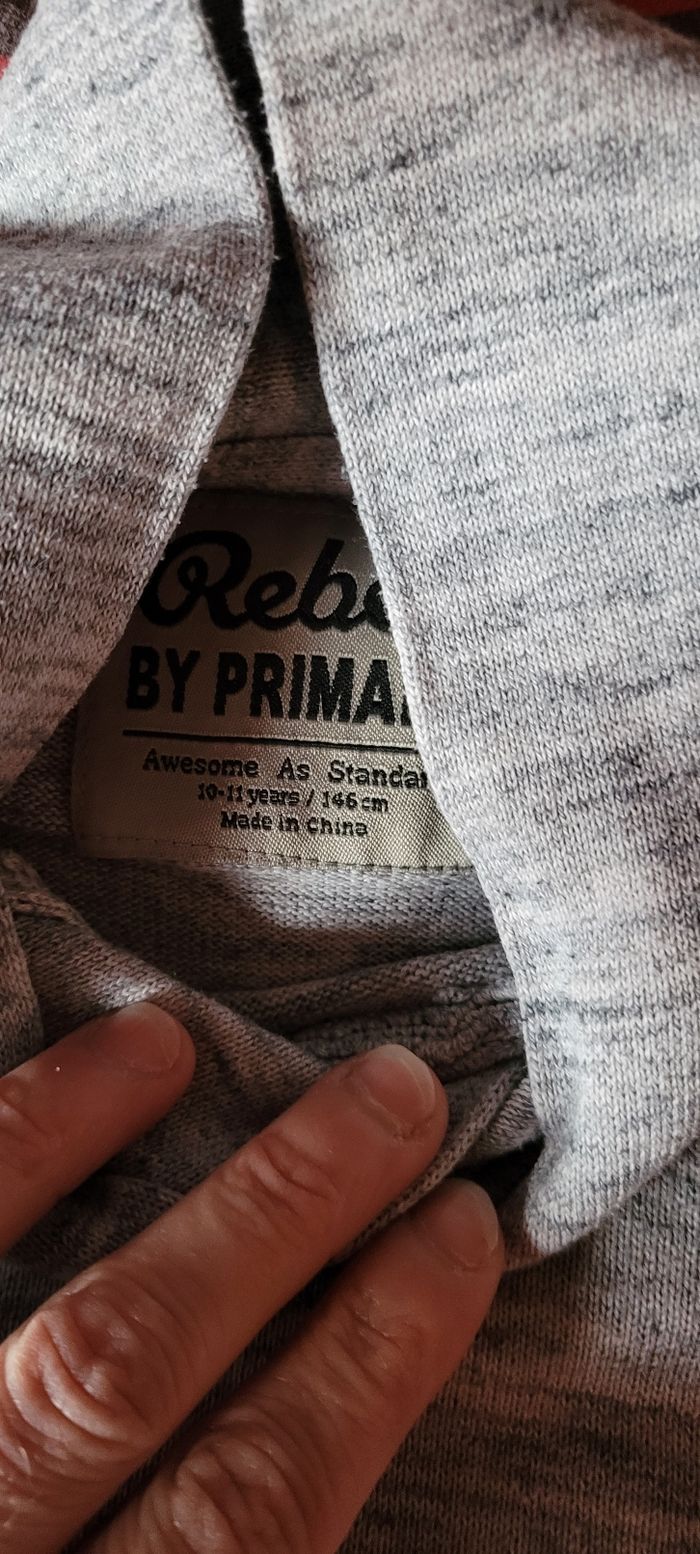 Rebe
BY PRIMA
Awesome As Standar
10-11 years / 146 cm
Made in China